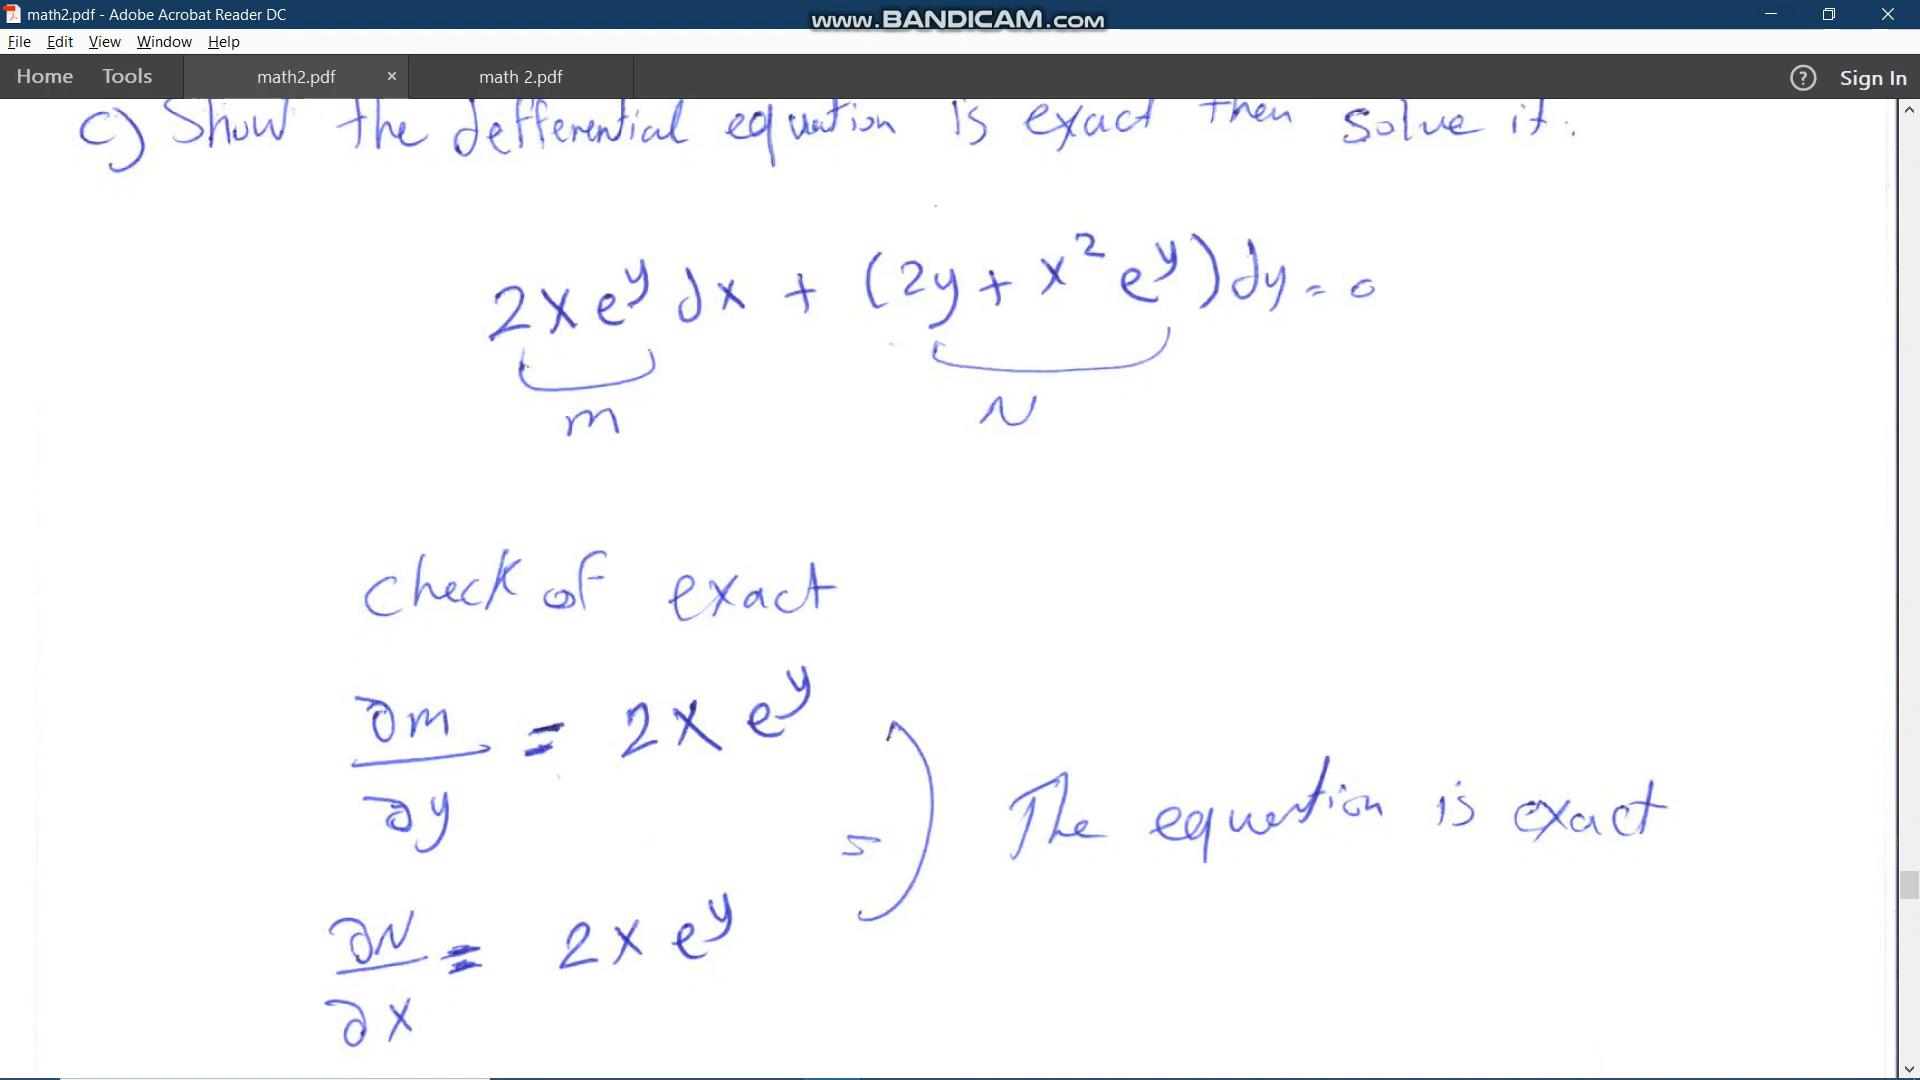 math2.pdf - Adobe Acrobat Reader DC
www.BANDICAM.com
File Edit View Window Help
Home Tools math2.pdf × math 2.pdf ? Sign In
c) Show the defferential equation is exact then solve it.
2xe^y dx + (2y + x^2 e^y) dy = 0
m N
check of exact
∂m/∂y = 2x e^y
= The equation is exact
∂N/∂x = 2x e^y